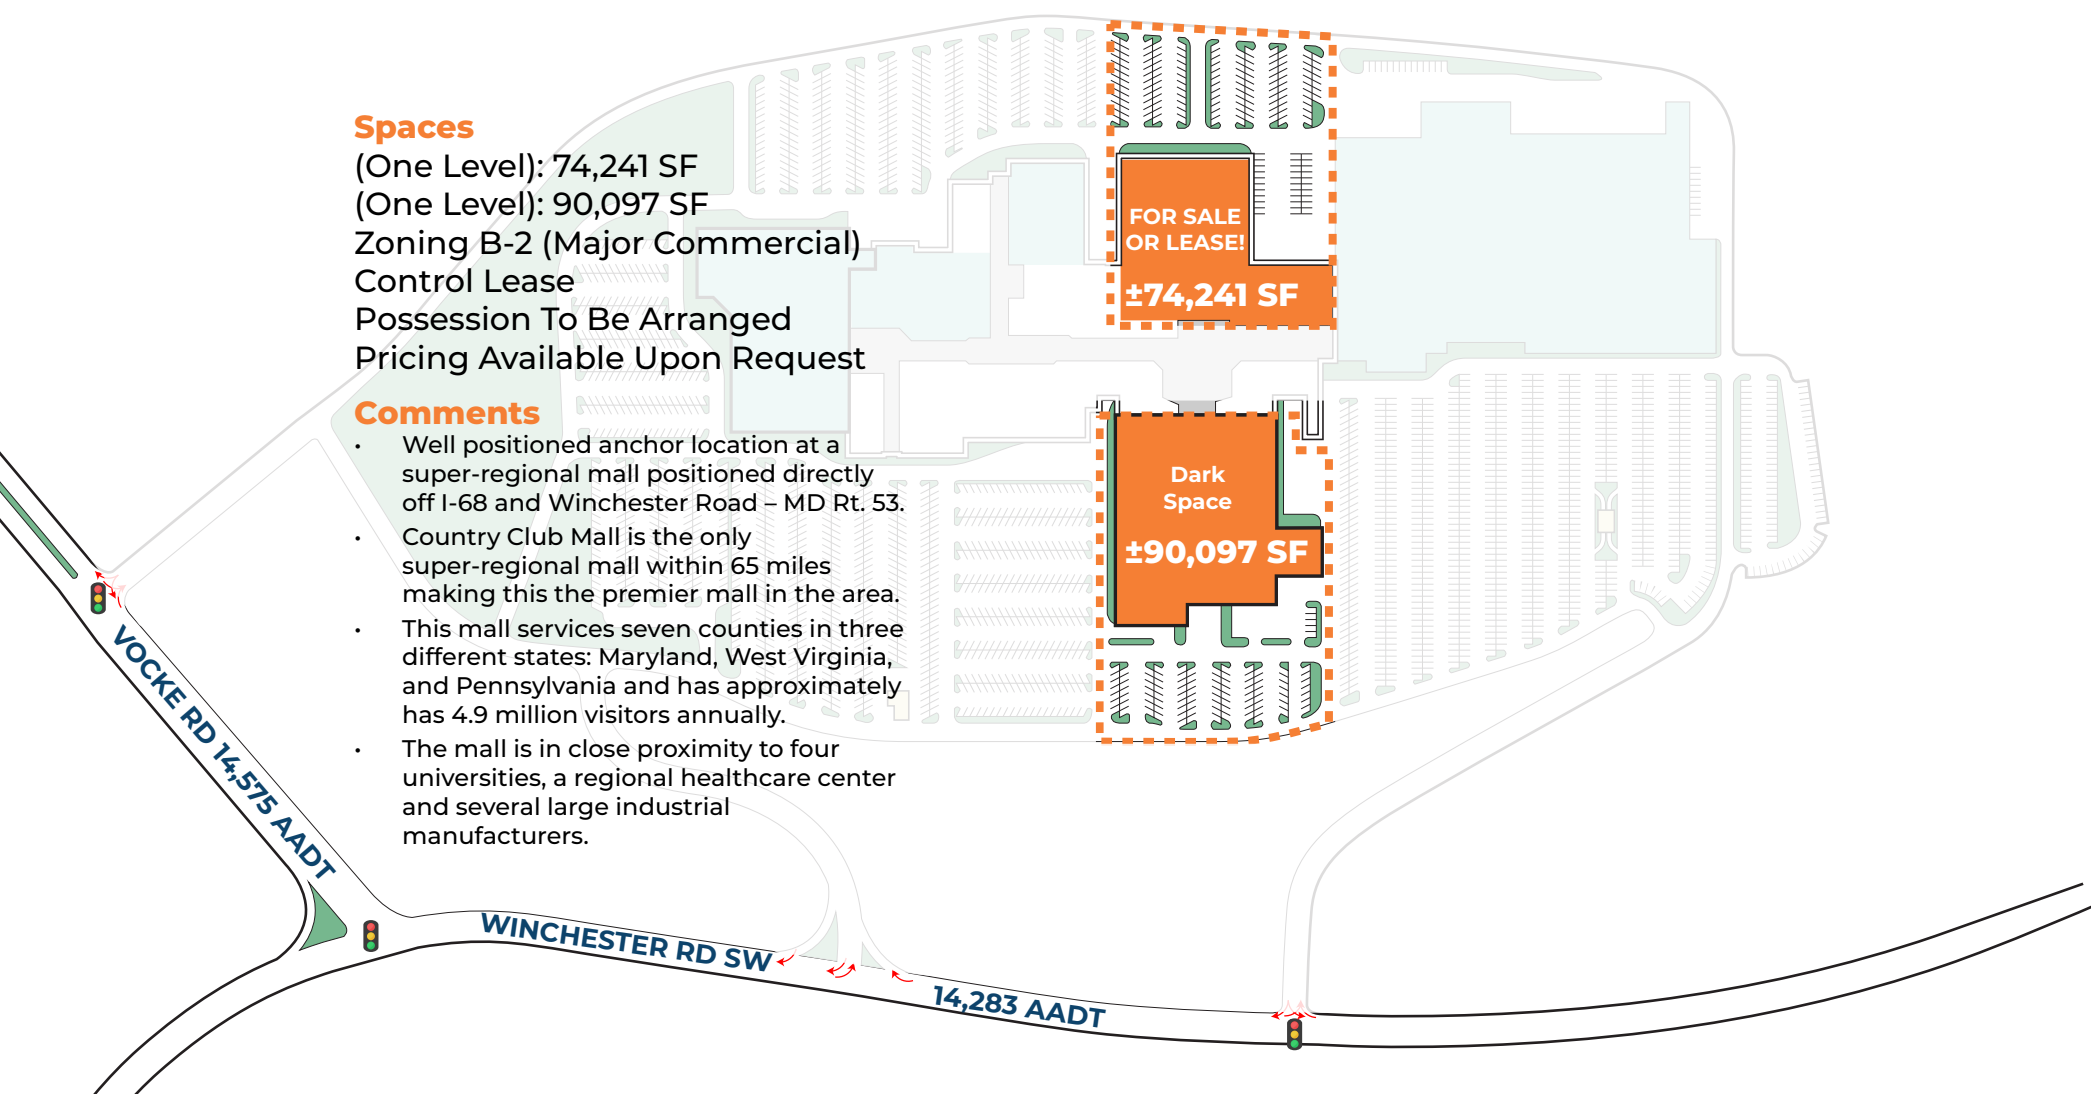 Spaces
(One Level): 74,241 SF
(One Level): 90,097 SF
Zoning B-2 (Major Commercial)
Control Lease
Possession To Be Arranged
Pricing Available Upon Request
Comments
• Well positioned anchor location at a
super-regional mall positioned directly
off I-68 and Winchester Road – MD Rt. 53.
• Country Club Mall is the only
super-regional mall within 65 miles
making this the premier mall in the area.
• This mall services seven counties in three
different states: Maryland, West Virginia,
and Pennsylvania and has approximately
has 4.9 million visitors annually.
• The mall is in close proximity to four
universities, a regional healthcare center
and several large industrial
manufacturers.
FOR SALE
OR LEASE!
±74,241 SF
Dark
Space
±90,097 SF
VOCKE RD 14,575 AADT
WINCHESTER RD SW
14,283 AADT